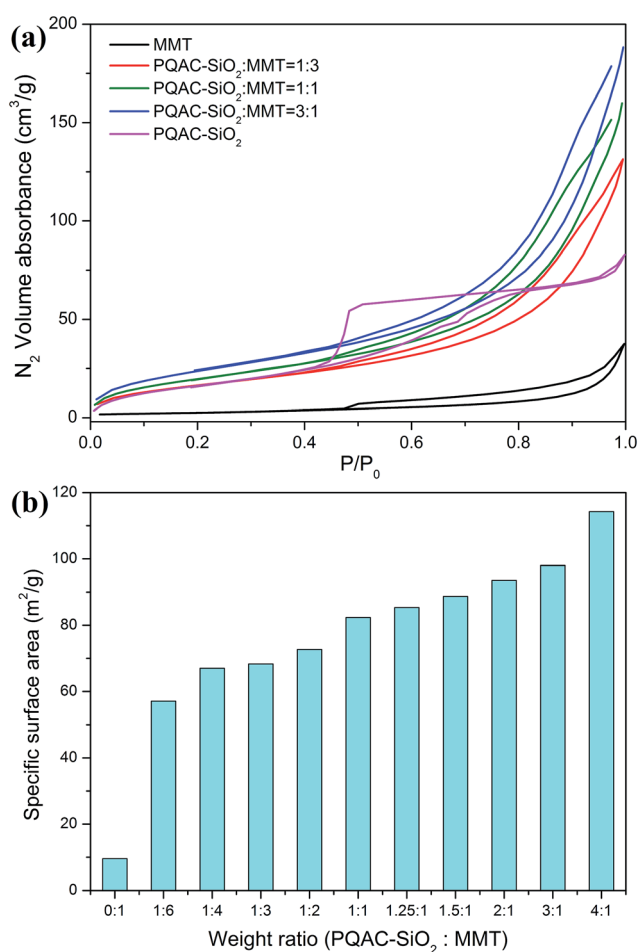 (a)
200
150
100
50
0
N₂ Volume absorbance (cm³/g)
MMT
PQAC-SiO₂:MMT=1:3
PQAC-SiO₂:MMT=1:1
PQAC-SiO₂:MMT=3:1
PQAC-SiO₂
0.0 0.2 0.4 0.6 0.8 1.0
P/P₀
(b)
120
100
80
60
40
20
0
Specific surface area (m²/g)
0:1 1:6 1:4 1:3 1:2 1:1 1.25:1 1.5:1 2:1 3:1 4:1
Weight ratio (PQAC-SiO₂ : MMT)